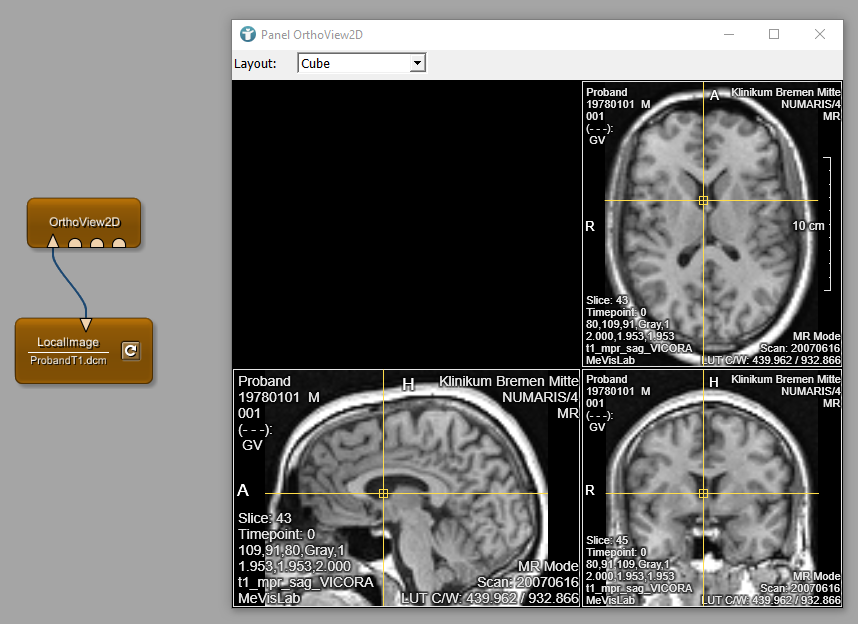 Panel OrthoView2D
Layout: Cube
OrthoView2D
LocalImage
ProbandT1.dcm
Proband
19780101 M
001
(---):
GV
A
Klinikum Bremen Mitte
NUMARIS/4
MR
R
10 cm
Slice: 43
Timepoint: 0
80,109,91,Gray,1
2.000,1.953,1.953
t1_mpr_sag_VICORA
MeVisLab
MR Mode
Scan: 20070616
LUT C/W: 439.962 / 932.866
Proband
19780101 M
001
(---):
GV
H
Klinikum Bremen Mitte
NUMARIS/4
MR
A
Slice: 43
Timepoint: 0
109,91,80,Gray,1
1.953,1.953,2.000
t1_mpr_sag_VICORA
MeVisLab
MR Mode
Scan: 20070616
LUT C/W: 439.962 / 932.866
Proband
19780101 M
001
(---):
GV
H
Klinikum Bremen Mitte
NUMARIS/4
MR
R
Slice: 45
Timepoint: 0
80,91,109,Gray,1
2.000,1.953,1.953
t1_mpr_sag_VICORA
MeVisLab
MR Mode
Scan: 20070616
LUT C/W: 439.962 / 932.866